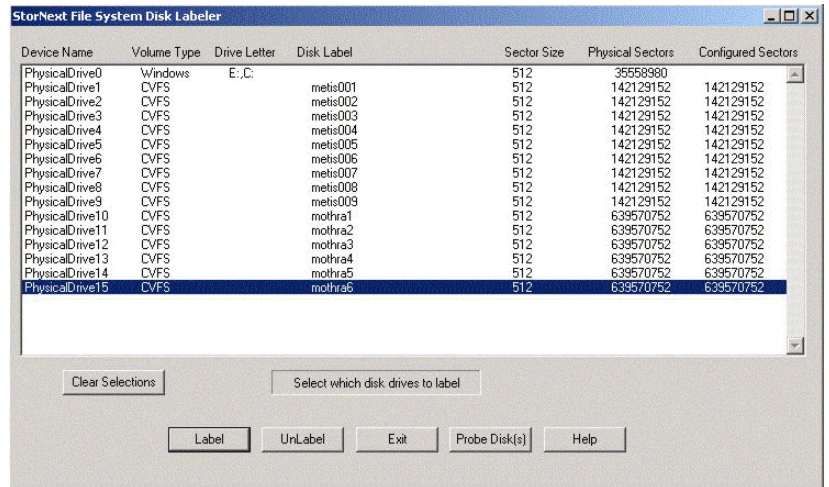 StorNext File System Disk Labeler
Device Name Volume Type Drive Letter Disk Label Sector Size Physical Sectors Configured Sectors
PhysicalDrive0 Windows E:,C: 512 35558980
PhysicalDrive1 CVFS metis001 512 142129152 142129152
PhysicalDrive2 CVFS metis002 512 142129152 142129152
PhysicalDrive3 CVFS metis003 512 142129152 142129152
PhysicalDrive4 CVFS metis004 512 142129152 142129152
PhysicalDrive5 CVFS metis005 512 142129152 142129152
PhysicalDrive6 CVFS metis006 512 142129152 142129152
PhysicalDrive7 CVFS metis007 512 142129152 142129152
PhysicalDrive8 CVFS metis008 512 142129152 142129152
PhysicalDrive9 CVFS metis009 512 142129152 142129152
PhysicalDrive10 CVFS mothra1 512 639570752 639570752
PhysicalDrive11 CVFS mothra2 512 639570752 639570752
PhysicalDrive12 CVFS mothra3 512 639570752 639570752
PhysicalDrive13 CVFS mothra4 512 639570752 639570752
PhysicalDrive14 CVFS mothra5 512 639570752 639570752
PhysicalDrive15 CVFS mothra6 512 639570752 639570752
Clear Selections Select which disk drives to label
Label UnLabel Exit Probe Disk(s) Help